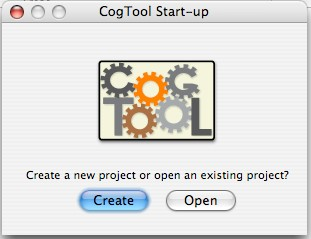 CogTool Start-up
COG
TOOL
Create a new project or open an existing project?
Create
Open